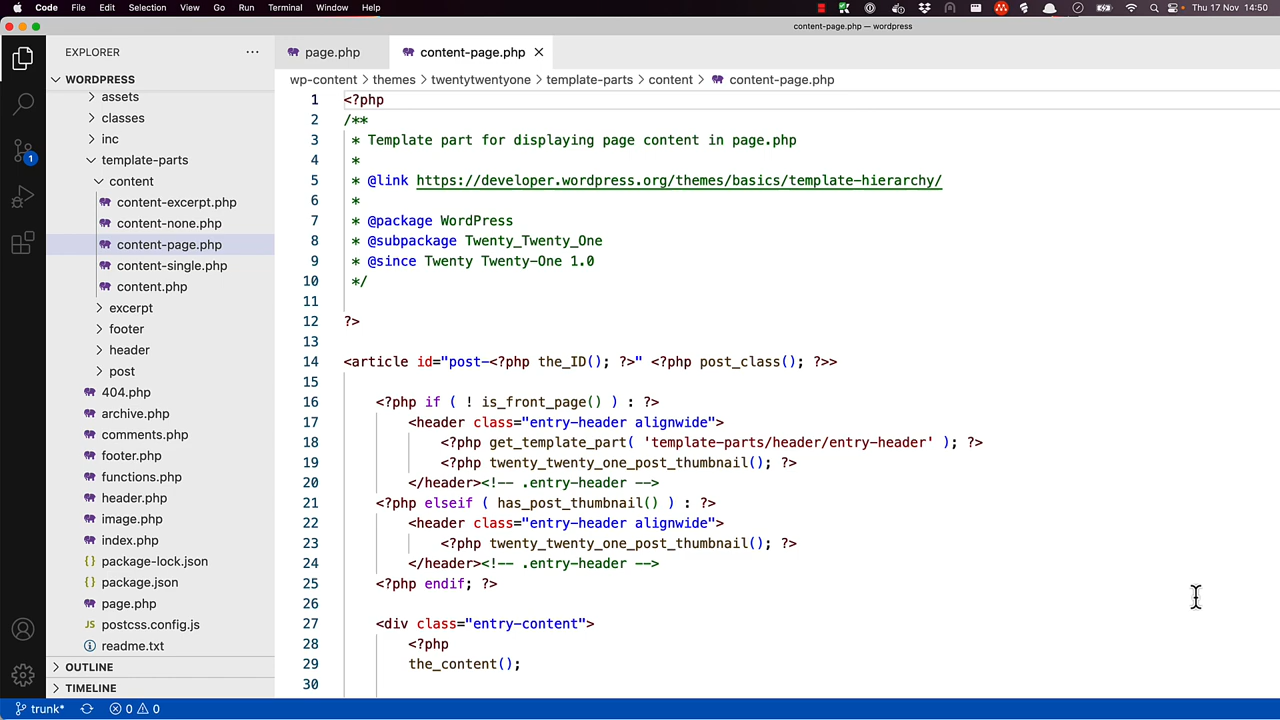 Code File Edit Selection View Go Run Terminal Window Help Thu 17 Nov 14:50
content-page.php — wordpress
EXPLORER ···
page.php content-page.php
WORDPRESS
wp-content > themes > twentytwentyone > template-parts > content > content-page.php
assets
classes
inc
template-parts
content
content-excerpt.php
content-none.php
content-page.php
content-single.php
content.php
excerpt
footer
header
post
404.php
archive.php
comments.php
footer.php
functions.php
header.php
image.php
index.php
{} package-lock.json
{} package.json
page.php
JS postcss.config.js
readme.txt
OUTLINE
TIMELINE
1 <?php
2 /**
3  * Template part for displaying page content in page.php
4  *
5  * @link https://developer.wordpress.org/themes/basics/template-hierarchy/
6  *
7  * @package WordPress
8  * @subpackage Twenty_Twenty_One
9  * @since Twenty Twenty-One 1.0
10  */
11
12 ?>
13
14 <article id="post-<?php the_ID(); ?>" <?php post_class(); ?>>
15
16 <?php if ( ! is_front_page() ) : ?>
17 <header class="entry-header alignwide">
18 <?php get_template_part( 'template-parts/header/entry-header' ); ?>
19 <?php twenty_twenty_one_post_thumbnail(); ?>
20 </header><!-- .entry-header -->
21 <?php elseif ( has_post_thumbnail() ) : ?>
22 <header class="entry-header alignwide">
23 <?php twenty_twenty_one_post_thumbnail(); ?>
24 </header><!-- .entry-header -->
25 <?php endif; ?>
26
27 <div class="entry-content">
28 <?php
29 the_content();
30
1
trunk* 0 0